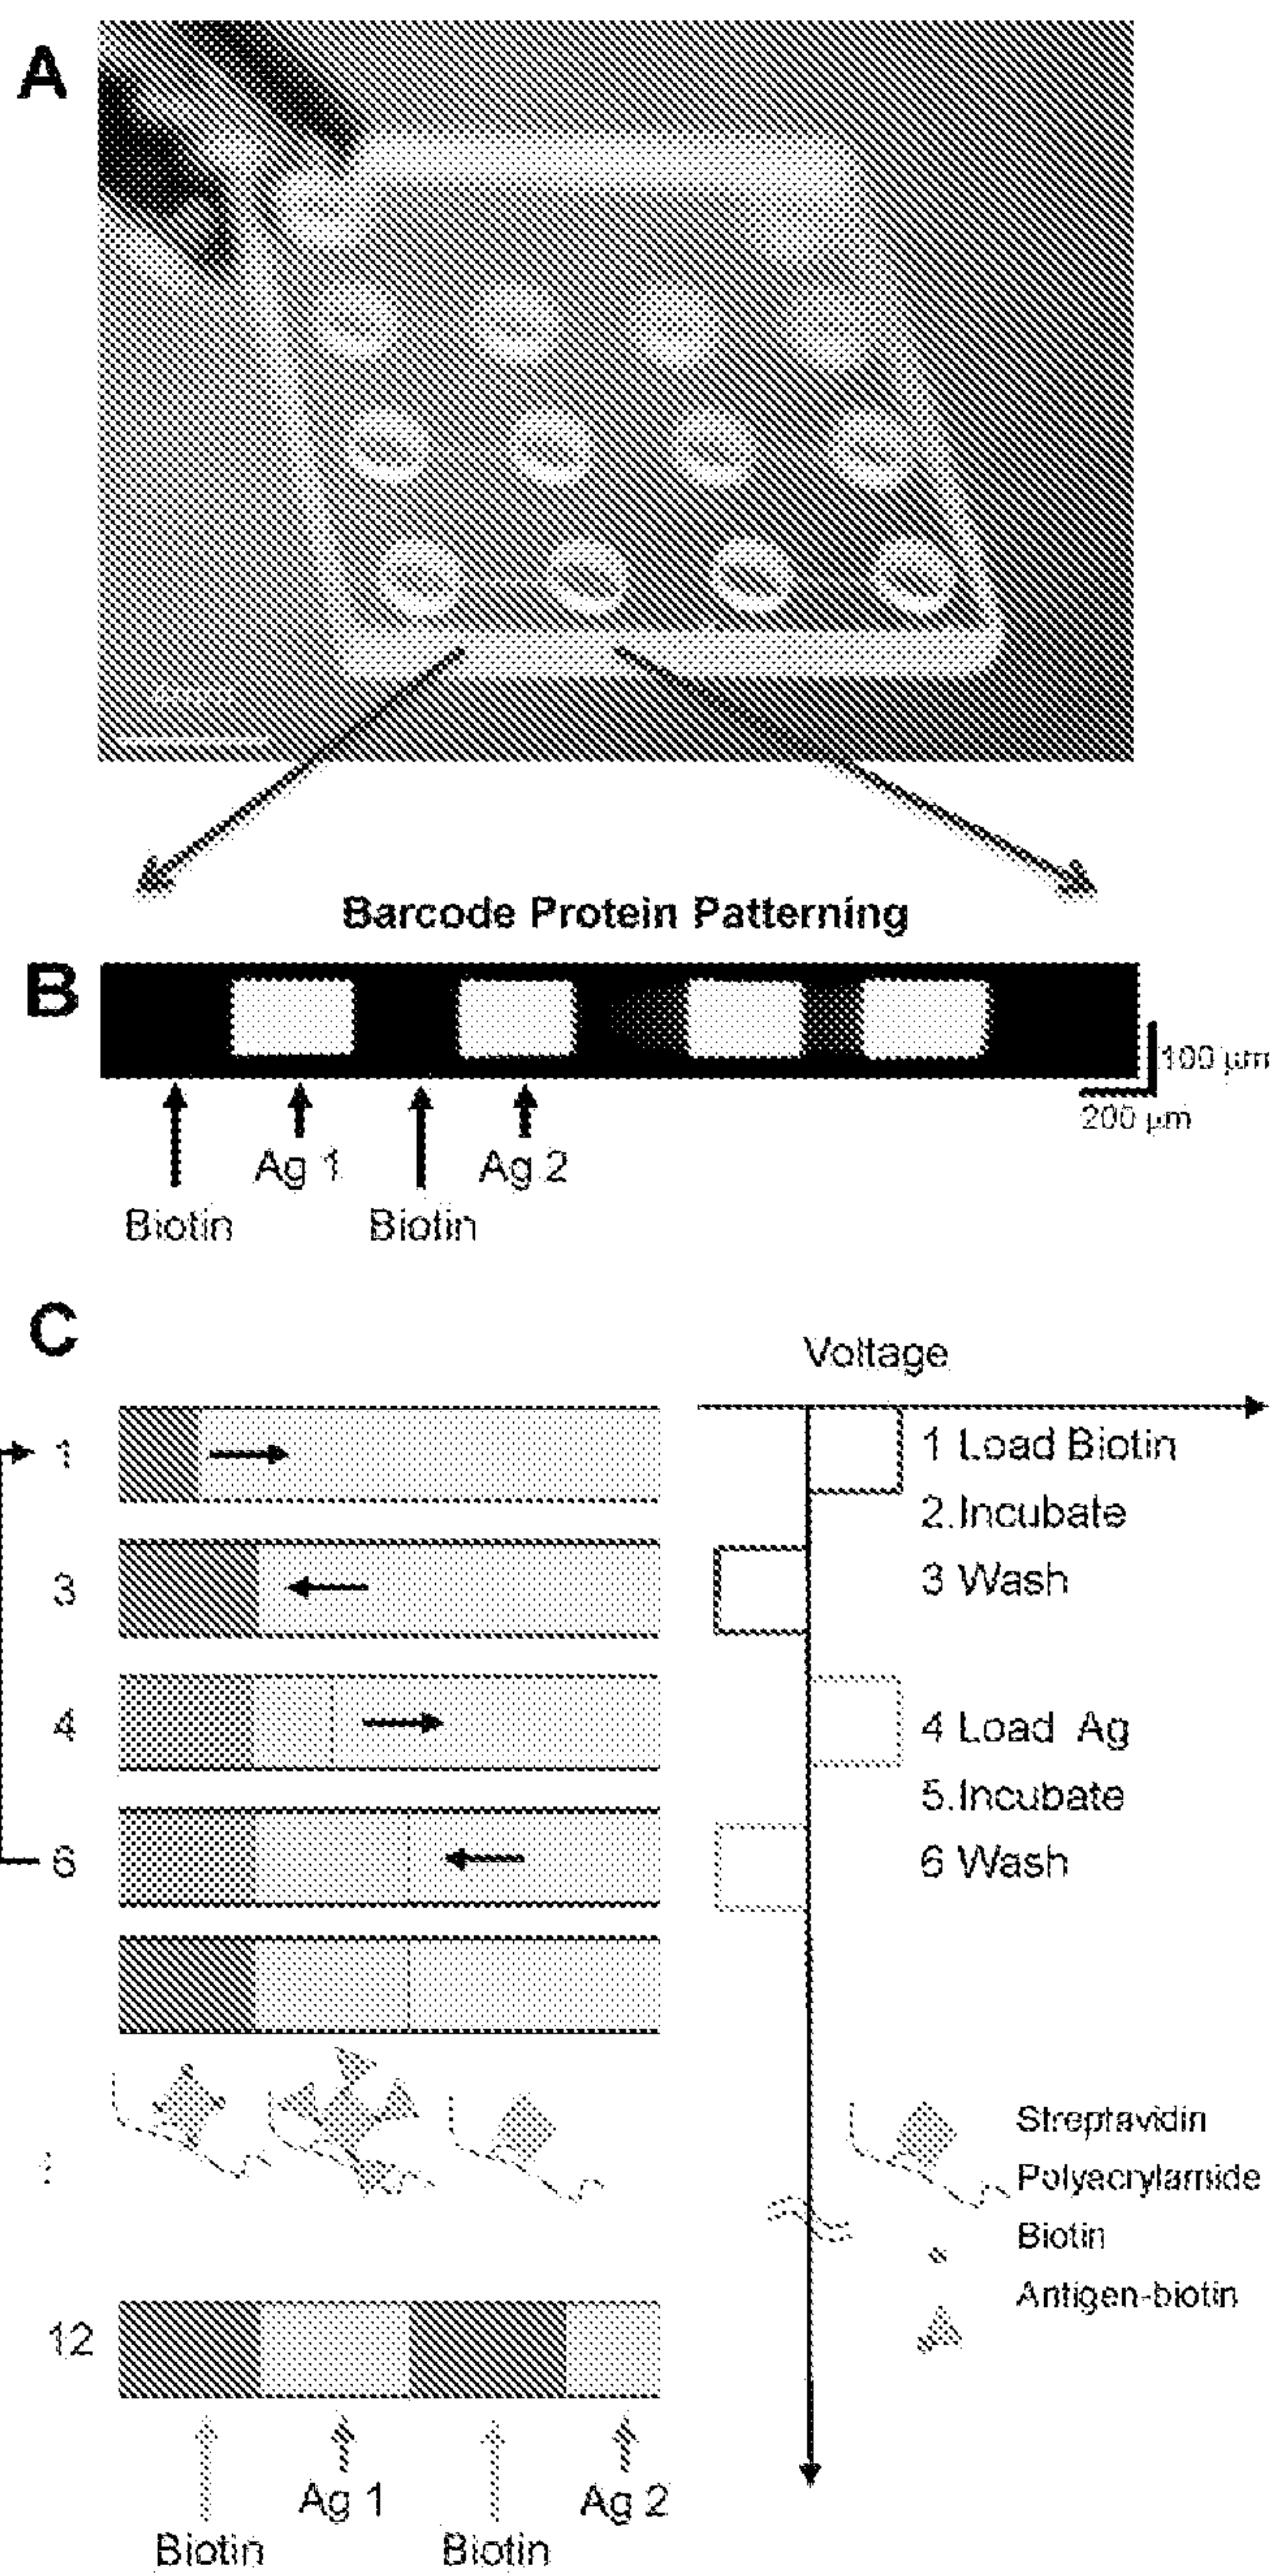 A
Barcode Protein Patterning
B
100 µm
200 µm
Ag 1
Ag 2
Biotin
Biotin
C
Voltage
1
1 Load Biotin
2.Incubate
3
3 Wash
4
4 Load Ag
5.Incubate
6
6 Wash
Streptavidin
Polyacrylamide
Biotin
Antigen-biotin
12
Ag 1
Ag 2
Biotin
Biotin